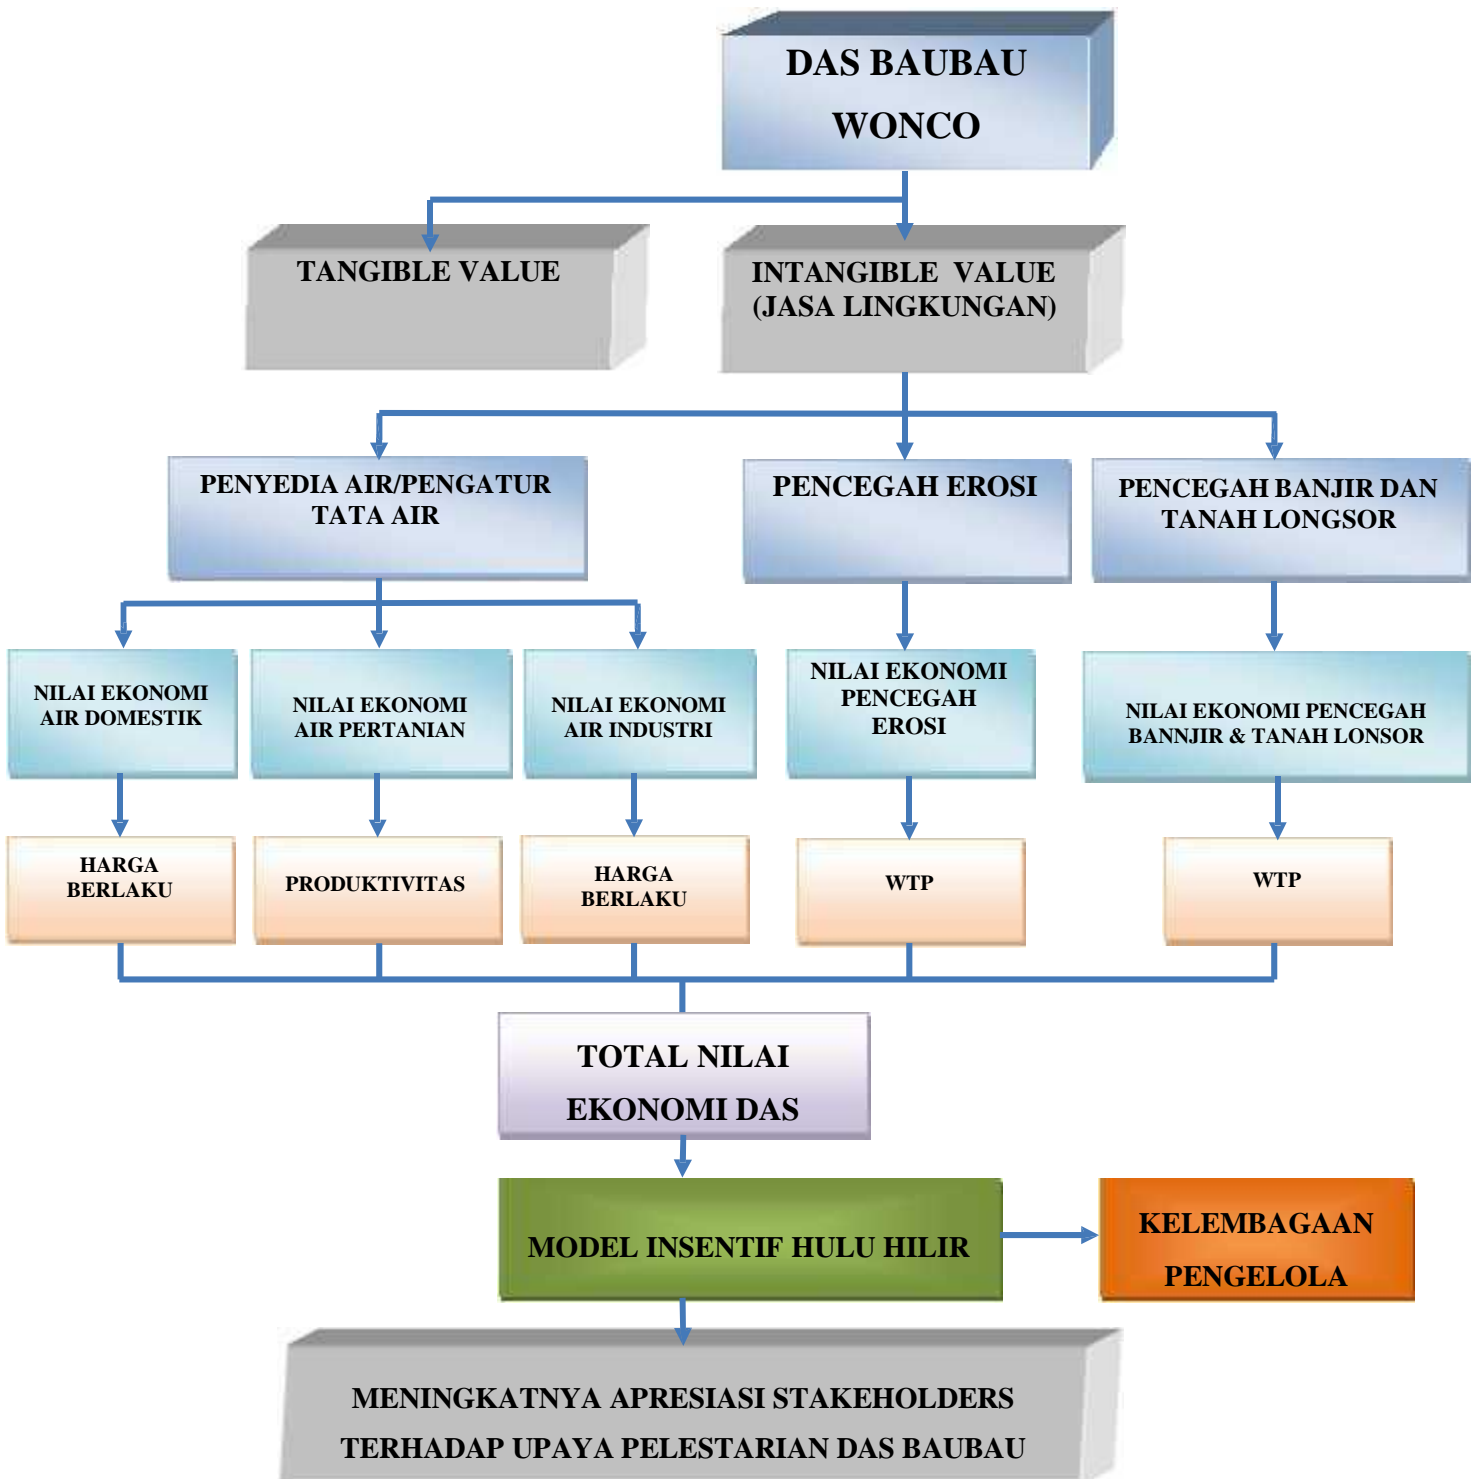 DAS BAUBAU
WONCO
TANGIBLE VALUE
INTANGIBLE VALUE
(JASA LINGKUNGAN)
PENYEDIA AIR/PENGATUR
TATA AIR
PENCEGAH EROSI
PENCEGAH BANJIR DAN
TANAH LONGSOR
NILAI EKONOMI
AIR DOMESTIK
NILAI EKONOMI
AIR PERTANIAN
NILAI EKONOMI
AIR INDUSTRI
NILAI EKONOMI
PENCEGAH
EROSI
NILAI EKONOMI PENCEGAH
BANNJIR & TANAH LONSOR
HARGA
BERLAKU
PRODUKTIVITAS
HARGA
BERLAKU
WTP
WTP
TOTAL NILAI
EKONOMI DAS
MODEL INSENTIF HULU HILIR
KELEMBAGAAN
PENGELOLA
MENINGKATNYA APRESIASI STAKEHOLDERS
TERHADAP UPAYA PELESTARIAN DAS BAUBAU